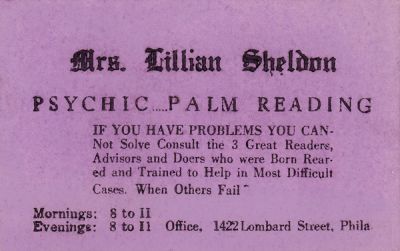 Mrs. Lillian Sheldon
PSYCHIC.....PALM READING
IF YOU HAVE PROBLEMS YOU CAN-
Not Solve Consult the 3 Great Readers,
Advisors and Doers who were Born Rear-
ed and Trained to Help in Most Difficult
Cases. When Others Fail
Mornings: 8 to 11
Evenings: 8 to 11 Office, 1422 Lombard Street, Phila